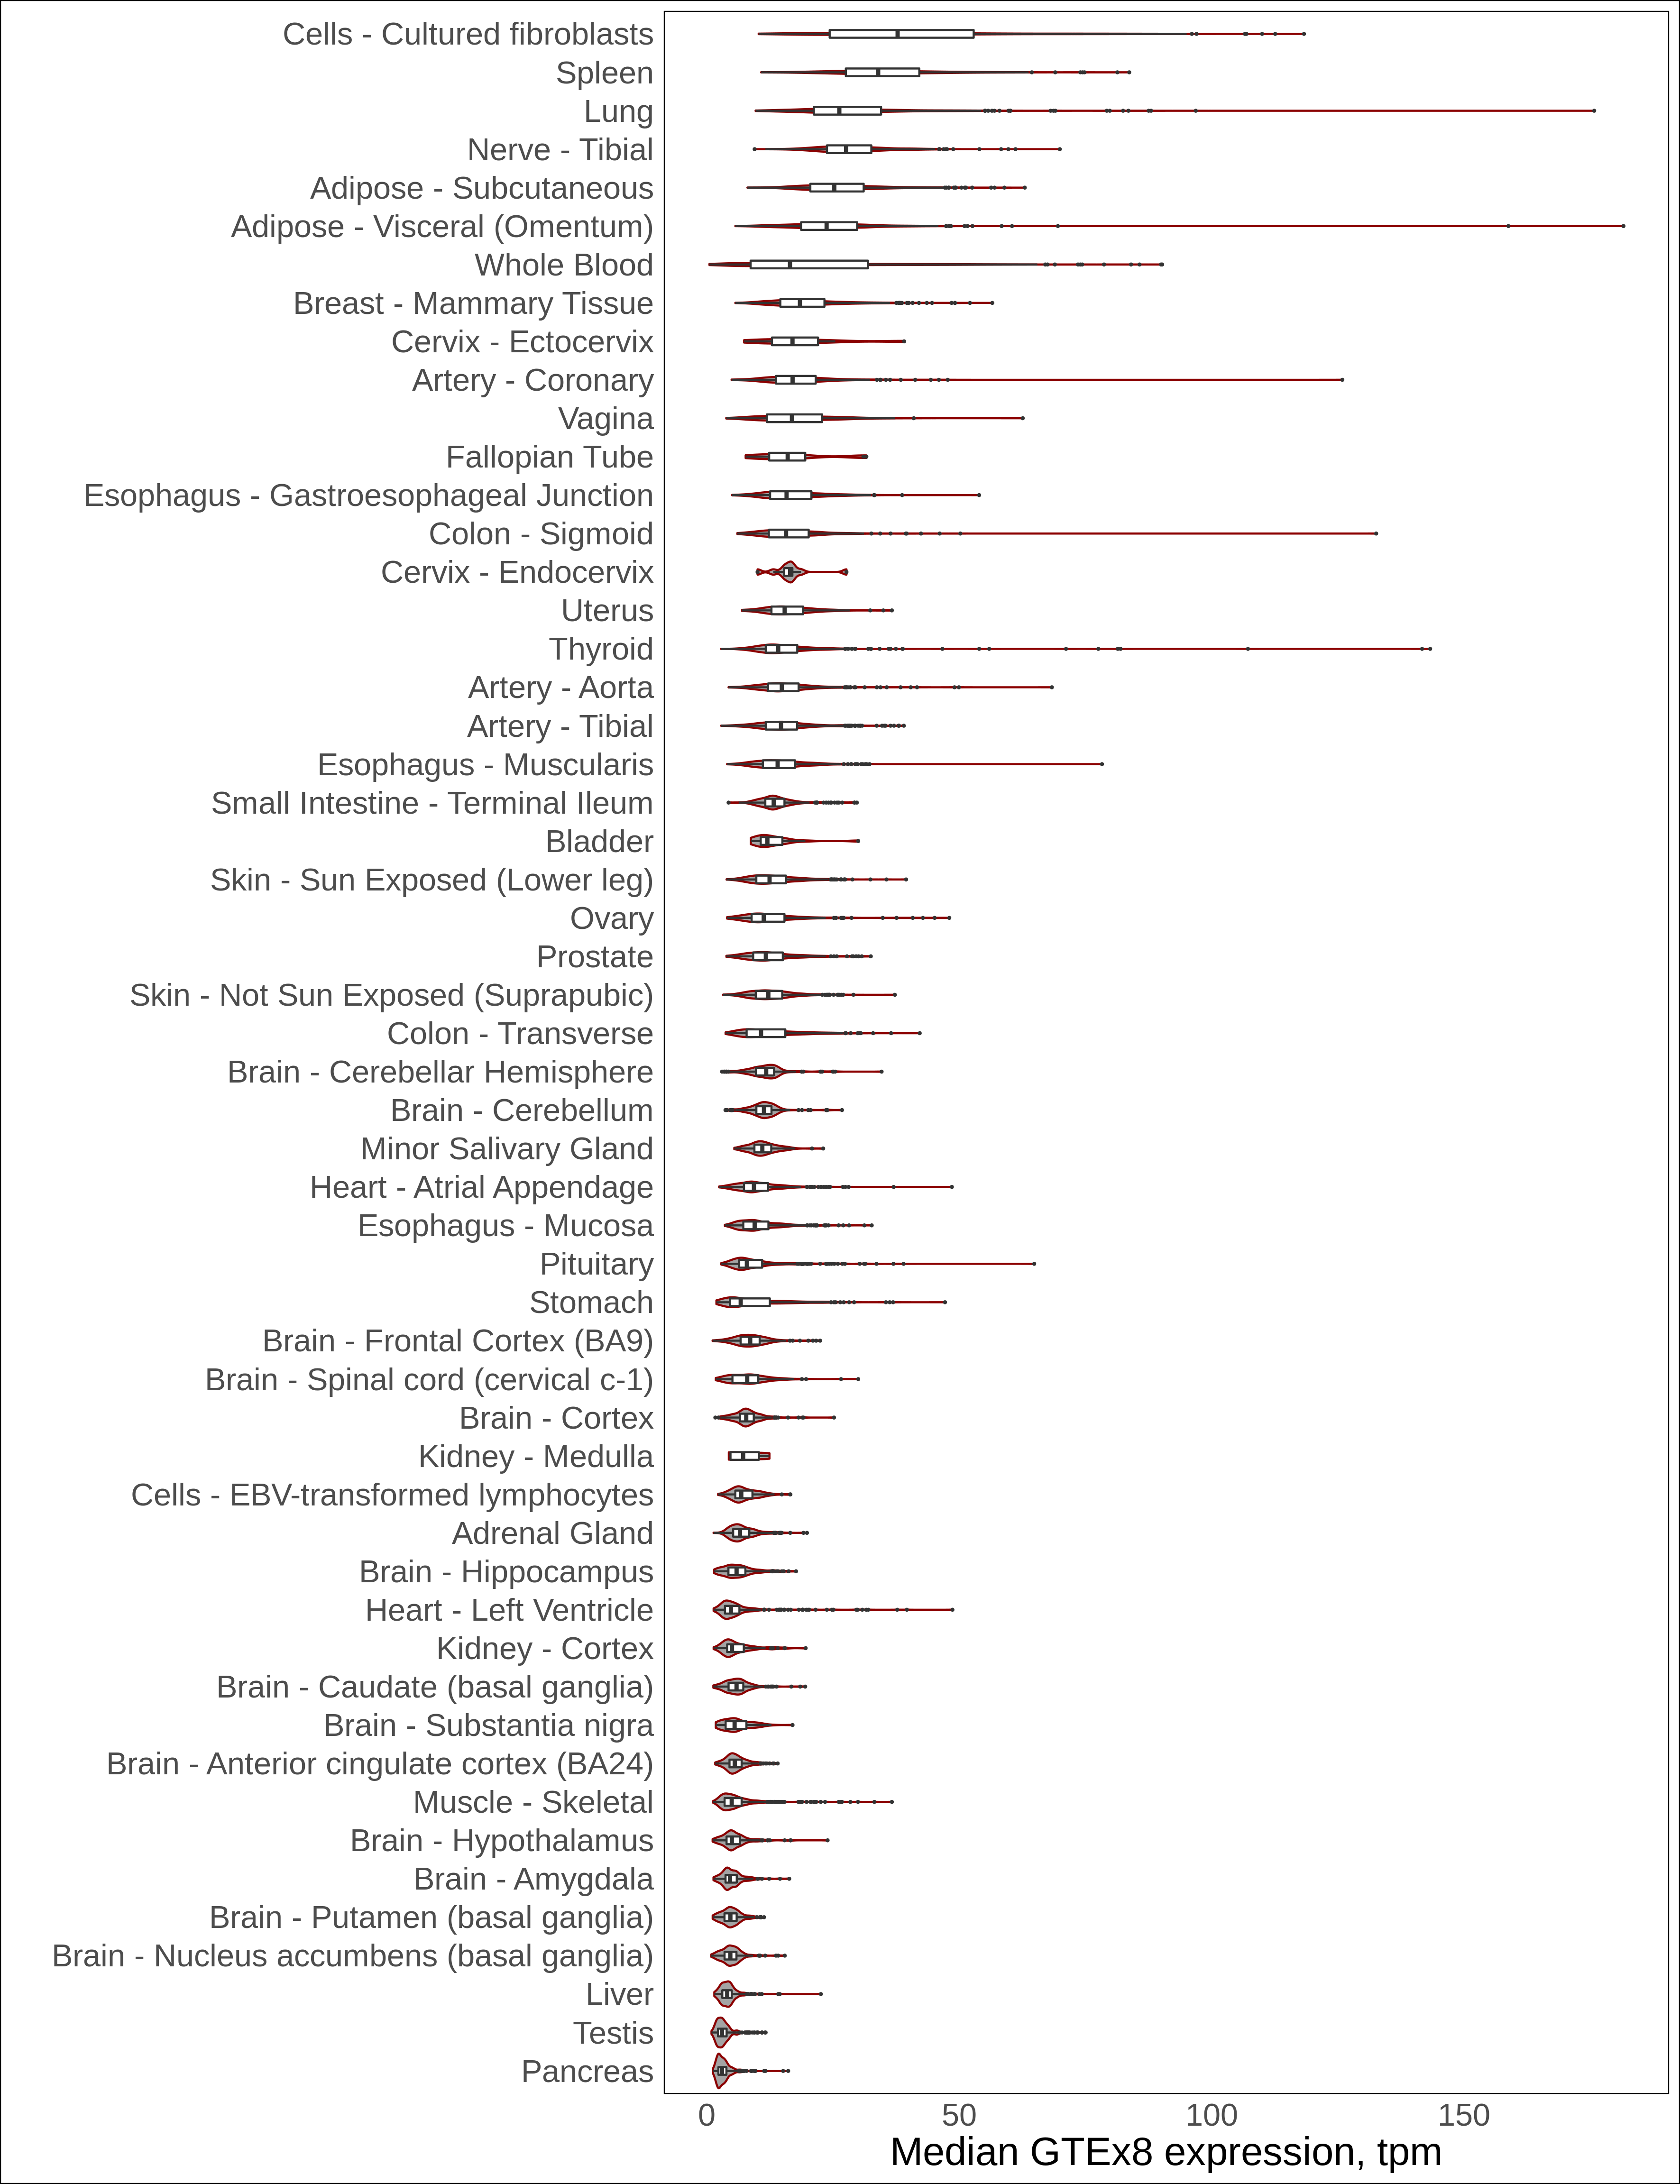 Cells - Cultured fibroblasts
Spleen
Lung
Nerve - Tibial
Adipose - Subcutaneous
Adipose - Visceral (Omentum)
Whole Blood
Breast - Mammary Tissue
Cervix - Ectocervix
Artery - Coronary
Vagina
Fallopian Tube
Esophagus - Gastroesophageal Junction
Colon - Sigmoid
Cervix - Endocervix
Uterus
Thyroid
Artery - Aorta
Artery - Tibial
Esophagus - Muscularis
Small Intestine - Terminal Ileum
Bladder
Skin - Sun Exposed (Lower leg)
Ovary
Prostate
Skin - Not Sun Exposed (Suprapubic)
Colon - Transverse
Brain - Cerebellar Hemisphere
Brain - Cerebellum
Minor Salivary Gland
Heart - Atrial Appendage
Esophagus - Mucosa
Pituitary
Stomach
Brain - Frontal Cortex (BA9)
Brain - Spinal cord (cervical c-1)
Brain - Cortex
Kidney - Medulla
Cells - EBV-transformed lymphocytes
Adrenal Gland
Brain - Hippocampus
Heart - Left Ventricle
Kidney - Cortex
Brain - Caudate (basal ganglia)
Brain - Substantia nigra
Brain - Anterior cingulate cortex (BA24)
Muscle - Skeletal
Brain - Hypothalamus
Brain - Amygdala
Brain - Putamen (basal ganglia)
Brain - Nucleus accumbens (basal ganglia)
Liver
Testis
Pancreas
0 50 100 150
Median GTEx8 expression, tpm